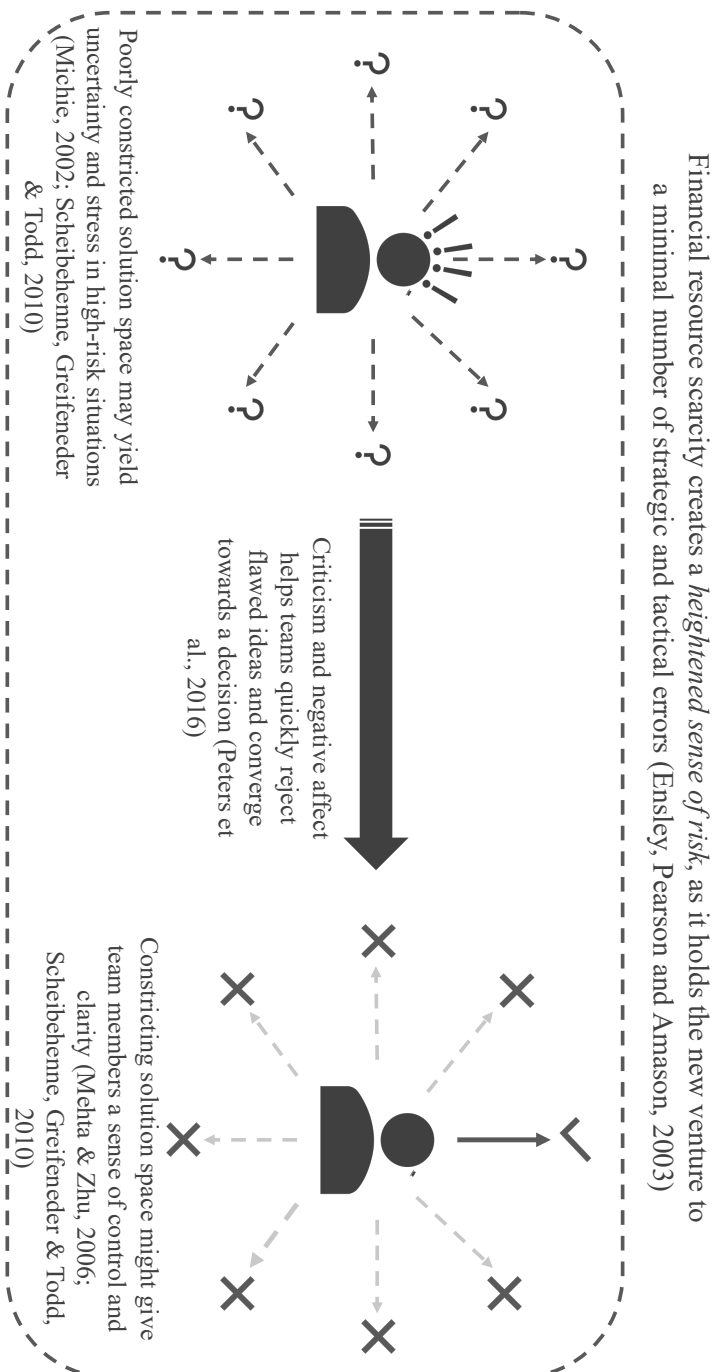 Financial resource scarcity creates a heightened sense of risk, as it holds the new venture to
a minimal number of strategic and tactical errors (Ensley, Pearson and Amason, 2003)
?
?
?
?
?
?
?
?
Poorly constricted solution space may yield
uncertainty and stress in high-risk situations
(Michie, 2002; Scheibehenne, Greifeneder
& Todd, 2010)
Criticism and negative affect
helps teams quickly reject
flawed ideas and converge
towards a decision (Peters et
al., 2016)
Constricting solution space might give
team members a sense of control and
clarity (Mehta & Zhu, 2006;
Scheibehenne, Greifeneder & Todd,
2010)